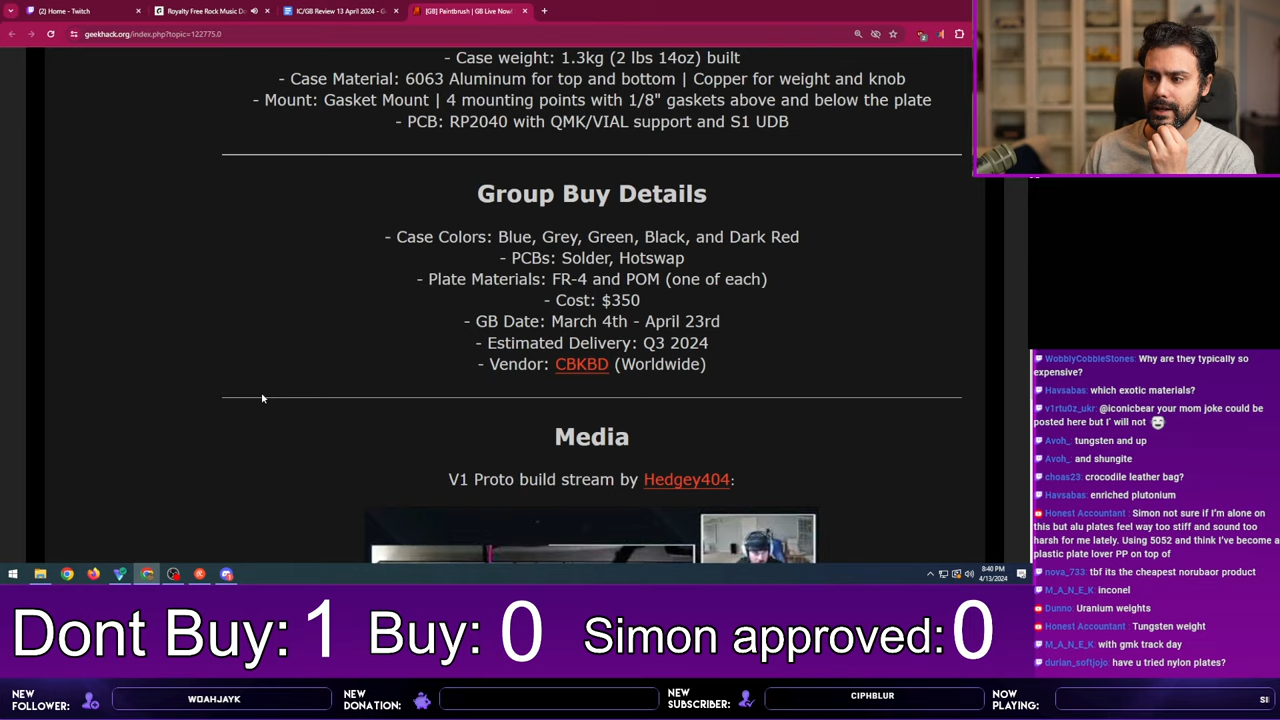 (2) Home - Twitch
Royalty Free Rock Music Do
IC/GB Review 13 April 2024 - G
[GB] Paintbrush | GB Live Now!
geekhack.org/index.php?topic=122775.0
- Case weight: 1.3kg (2 lbs 14oz) built
- Case Material: 6063 Aluminum for top and bottom | Copper for weight and knob
- Mount: Gasket Mount | 4 mounting points with 1/8" gaskets above and below the plate
- PCB: RP2040 with QMK/VIAL support and S1 UDB
Group Buy Details
- Case Colors: Blue, Grey, Green, Black, and Dark Red
- PCBs: Solder, Hotswap
- Plate Materials: FR-4 and POM (one of each)
- Cost: $350
- GB Date: March 4th - April 23rd
- Estimated Delivery: Q3 2024
- Vendor: CBKBD (Worldwide)
Media
V1 Proto build stream by Hedgey404:
WobblyCobbleStones: Why are they typically so
expensive?
Havsabas: which exotic materials?
v1rtu0z_ukr: @iconicbear your mom joke could be
posted here but I' will not
Avoh_: tungsten and up
Avoh_: and shungite
choas23: crocodile leather bag?
Havsabas: enriched plutonium
Honest Accountant : Simon not sure if I'm alone on
this but alu plates feel way too stiff and sound too
harsh for me lately. Using 5052 and think I've become a
plastic plate lover PP on top of
nova_733: tbf its the cheapest norubaor product
M_A_N_E_K: inconel
Dunno: Uranium weights
Honest Accountant : Tungsten weight
M_A_N_E_K: with gmk track day
durian_softjojo: have u tried nylon plates?
8:40 PM
4/13/2024
Dont Buy: 1 Buy: 0 Simon approved: 0
NEW
FOLLOWER:
WOAHJAYK
NEW
DONATION:
NEW
SUBSCRIBER:
CIPHBLUR
NOW
PLAYING:
SI